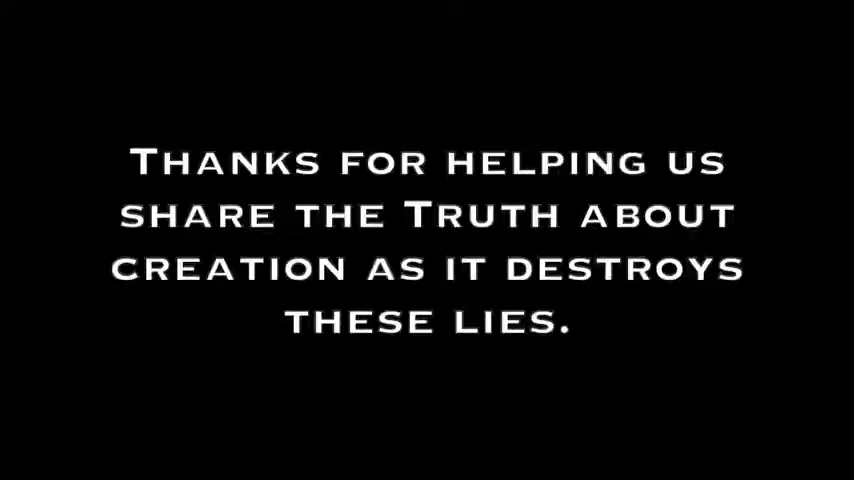 Thanks for helping us
share the Truth about
creation as it destroys
these lies.